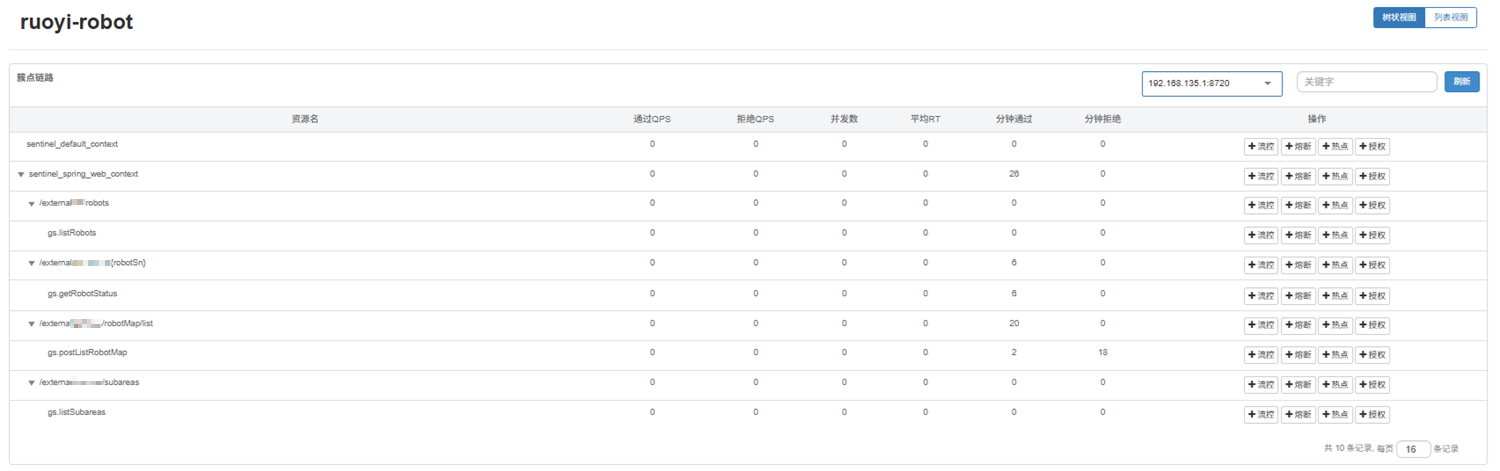 ruoyi-robot 树状视图 列表视图
簇点链路 192.168.135.1:8720 关键字 刷新
资源名 通过QPS 拒绝QPS 并发数 平均RT 分钟通过 分钟拒绝 操作
sentinel_default_context 0 0 0 0 0 0 +流控 +熔断 +热点 +授权
sentinel_spring_web_context 0 0 0 0 26 0 +流控 +熔断 +热点 +授权
/external robots 0 0 0 0 0 0 +流控 +熔断 +热点 +授权
gs.listRobots 0 0 0 0 0 0 +流控 +熔断 +热点 +授权
/external {robotSn} 0 0 0 0 6 0 +流控 +熔断 +热点 +授权
gs.getRobotStatus 0 0 0 0 6 0 +流控 +熔断 +热点 +授权
/externa /robotMap/list 0 0 0 0 20 0 +流控 +熔断 +热点 +授权
gs.postListRobotMap 0 0 0 0 2 18 +流控 +熔断 +热点 +授权
/externa /subareas 0 0 0 0 0 0 +流控 +熔断 +热点 +授权
gs.listSubareas 0 0 0 0 0 0 +流控 +熔断 +热点 +授权
共 10 条记录, 每页 16 条记录